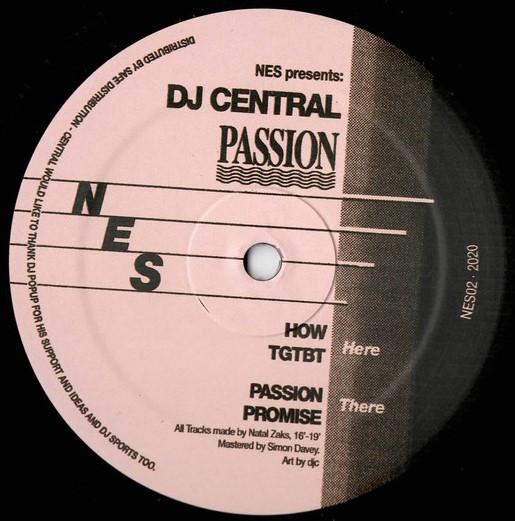 NES presents:
DJ CENTRAL
PASSION
N
E
S
HOW
TGTBT
Here
PASSION
PROMISE
There
All Tracks made by Natal Zaks, 16'-19'
Mastered by Simon Davey.
Art by djc
NES02 · 2020
DISTRIBUTED BY SAFE DISTRIBUTION - CENTRAL WOULD LIKE TO THANK DJ POPUP FOR HIS SUPPORT AND IDEAS AND DJ SPORTS TOO.